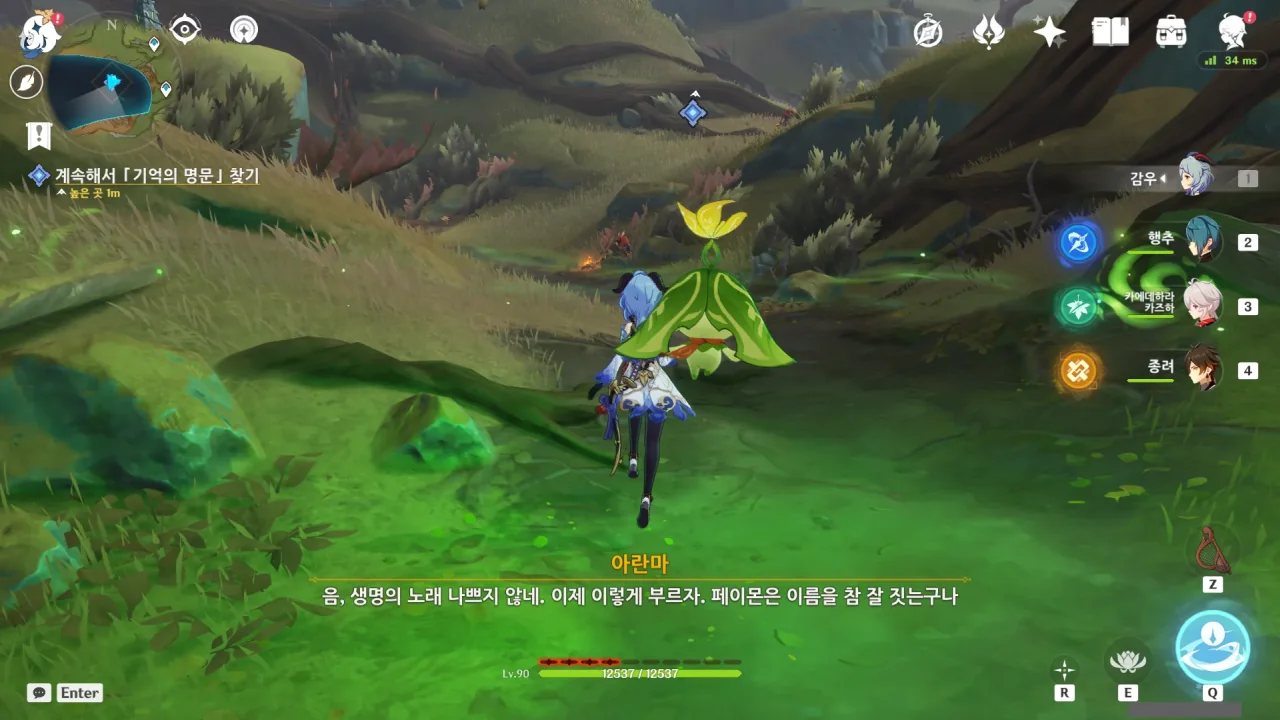 N
34 ms
계속해서 「기억의 명문」 찾기
높은 곳 1m
감우
1
행추
2
카에데하라
카즈하
3
종려
4
Z
아란마
음, 생명의 노래 나쁘지 않네. 이제 이렇게 부르자. 페이몬은 이름을 참 잘 짓는구나
Lv.90
12537 / 12537
Enter
R
E
Q